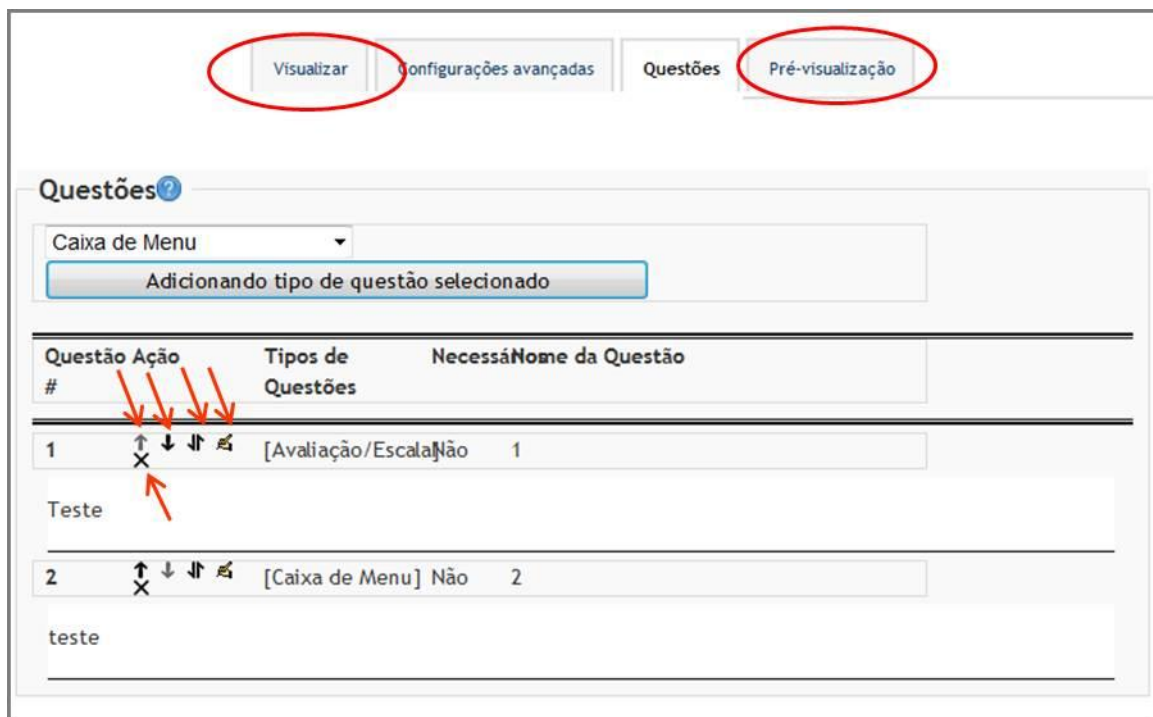 Visualizar Configurações avançadas Questões Pré-visualização
Questões
Caixa de Menu
Adicionando tipo de questão selecionado
Questão Ação Tipos de Necessários Nome da Questão
# Questões
1 [Avaliação/Escala] Não 1
Teste
2 [Caixa de Menu] Não 2
teste